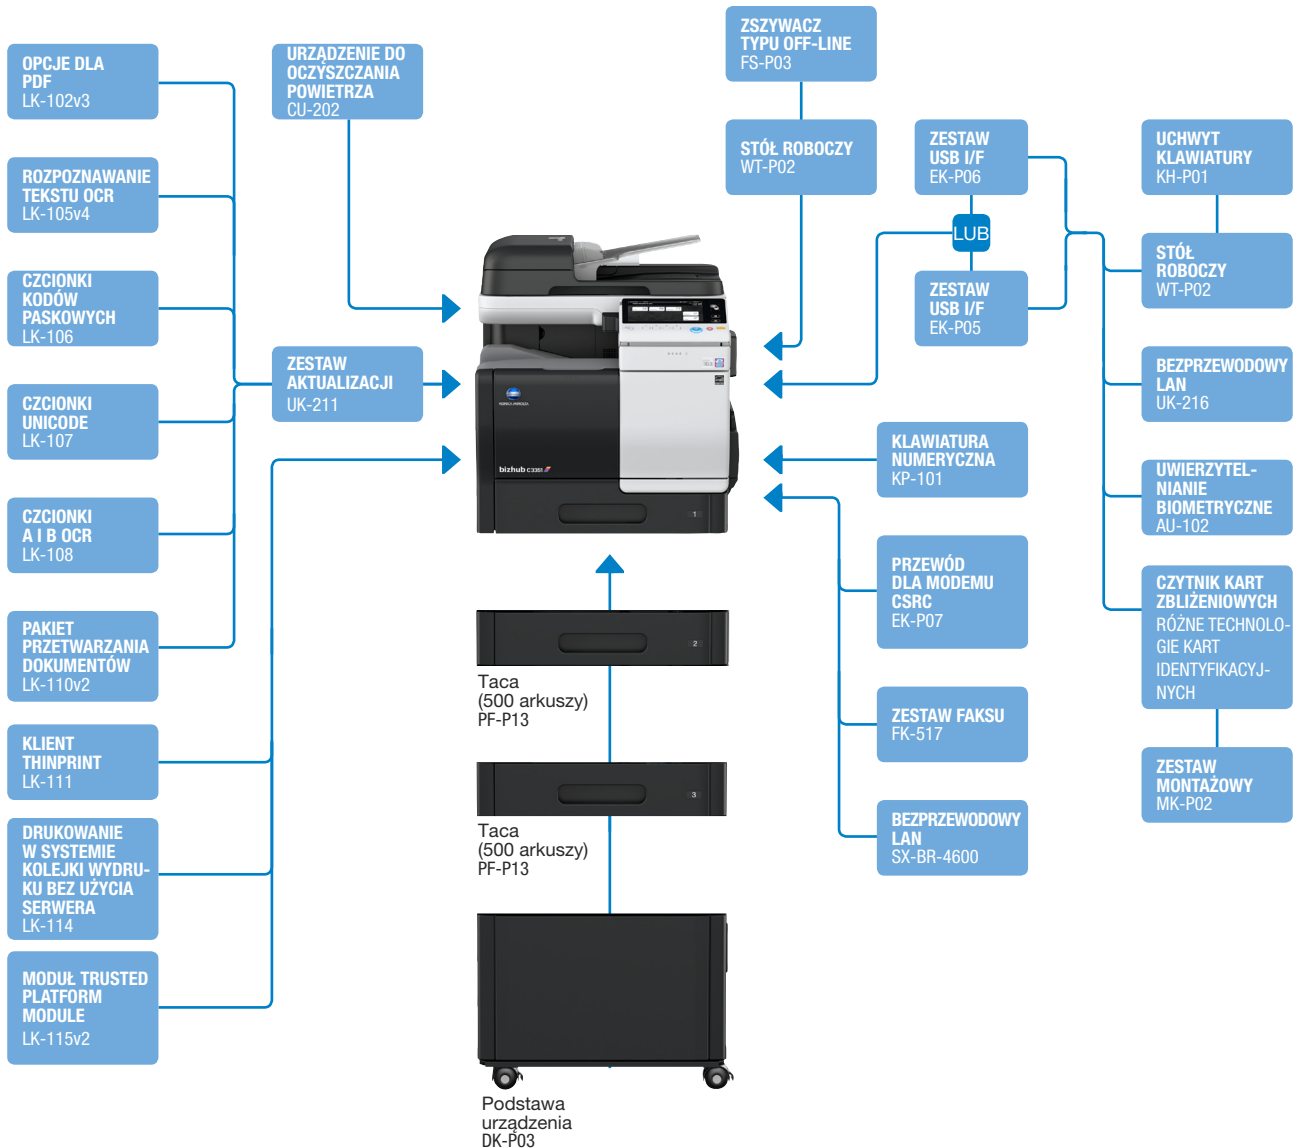 OPCJE DLA
PDF
LK-102v3
ROZPOZNAWANIE
TEKSTU OCR
LK-105v4
CZCIONKI
KODÓW
PASKOWYCH
LK-106
CZCIONKI
UNICODE
LK-107
CZCIONKI
A I B OCR
LK-108
PAKIET
PRZETWARZANIA
DOKUMENTÓW
LK-110v2
KLIENT
THINPRINT
LK-111
DRUKOWANIE
W SYSTEMIE
KOLEJKI WYDRU-
KU BEZ UŻYCIA
SERWERA
LK-114
MODUŁ TRUSTED
PLATFORM
MODULE
LK-115v2
URZĄDZENIE DO
OCZYSZCZANIA
POWIETRZA
CU-202
ZESTAW
AKTUALIZACJI
UK-211
KONICA MINOLTA
bizhub C3351
1
2
Taca
(500 arkuszy)
PF-P13
3
Taca
(500 arkuszy)
PF-P13
Podstawa
urządzenia
DK-P03
ZSZYWACZ
TYPU OFF-LINE
FS-P03
STÓŁ ROBOCZY
WT-P02
ZESTAW
USB I/F
EK-P06
LUB
ZESTAW
USB I/F
EK-P05
KLAWIATURA
NUMERYCZNA
KP-101
PRZEWÓD
DLA MODEMU
CSRC
EK-P07
ZESTAW FAKSU
FK-517
BEZPRZEWODOWY
LAN
SX-BR-4600
UCHWYT
KLAWIATURY
KH-P01
STÓŁ
ROBOCZY
WT-P02
BEZPRZEWODOWY
LAN
UK-216
UWIERZYTEL-
NIANIE
BIOMETRYCZNE
AU-102
CZYTNIK KART
ZBLIŻENIOWYCH
RÓŻNE TECHNOLO-
GIE KART
IDENTYFIKACYJ-
NYCH
ZESTAW
MONTAŻOWY
MK-P02